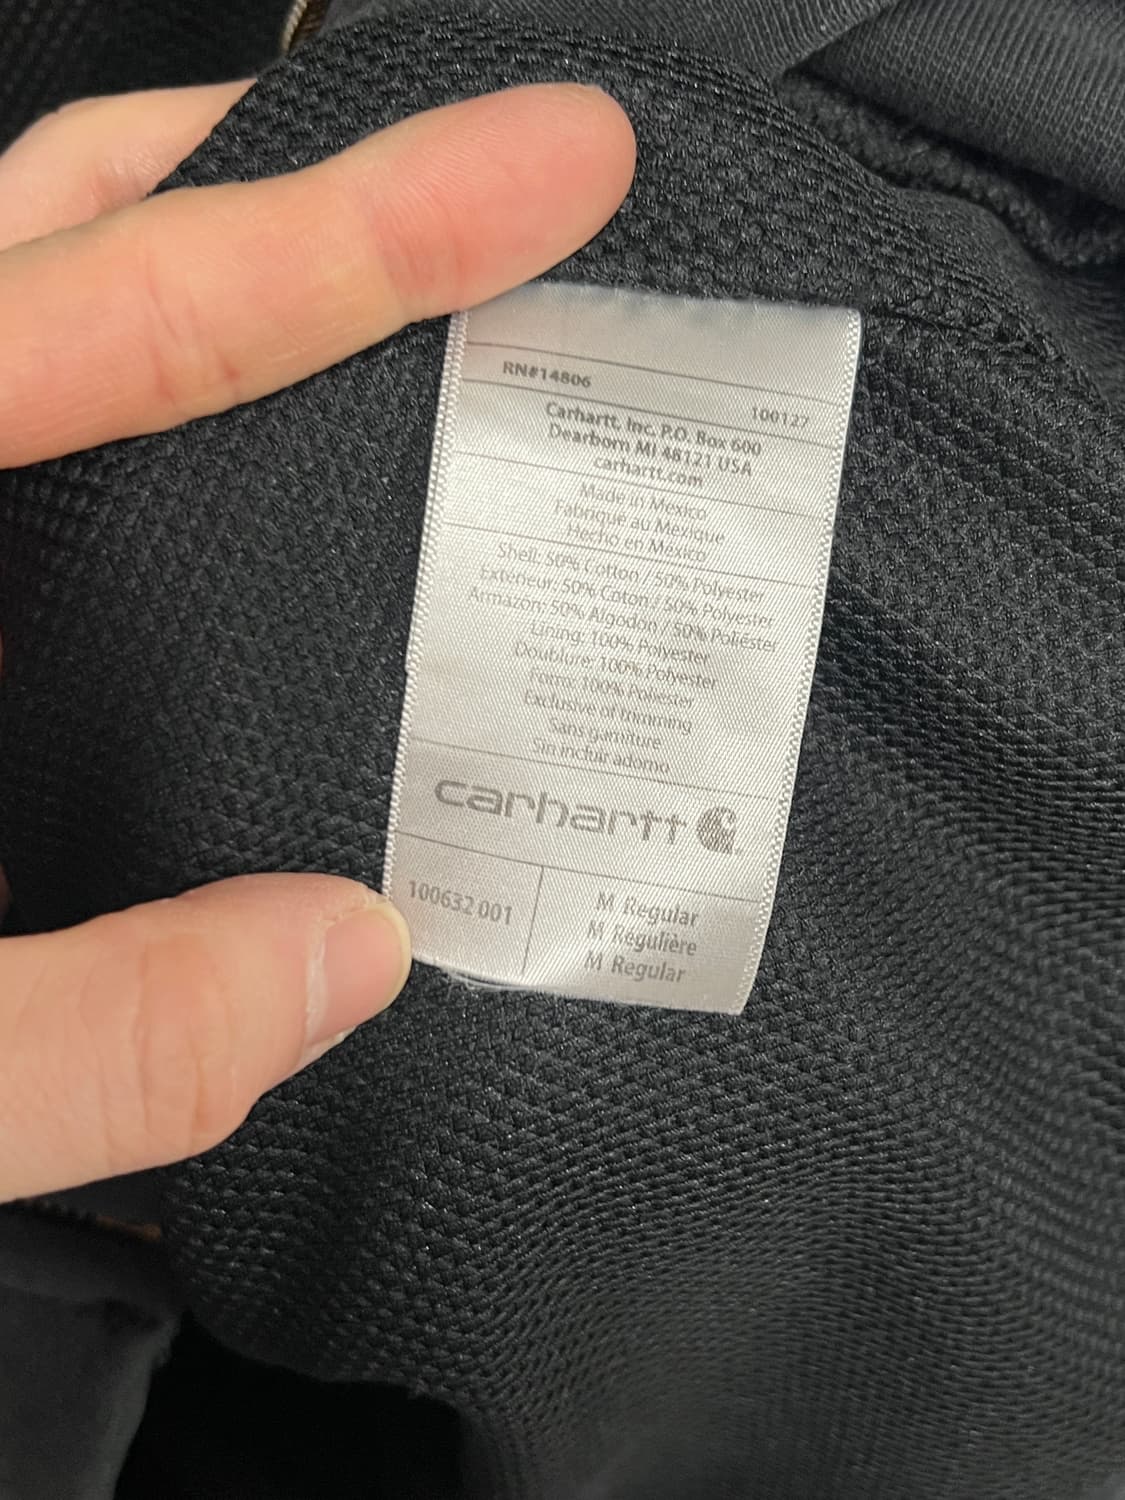 RN#14806
100127
Carhartt, Inc. P.O. Box 600
Dearborn MI 48121 USA
carhartt.com
Made in Mexico
Fabriqué au Mexique
Hecho en México
Shell: 50% Cotton / 50% Polyester
Extérieur: 50% Coton / 50% Polyester
Armazon: 50% Algodon / 50% Poliéster
Lining: 100% Polyester
Doublure: 100% Polyester
Forro: 100% Poliester
Exclusive of trimming
Sans garniture
Sin incluir adorno
carhartt
100632 001
M Regular
M Regulière
M Regular